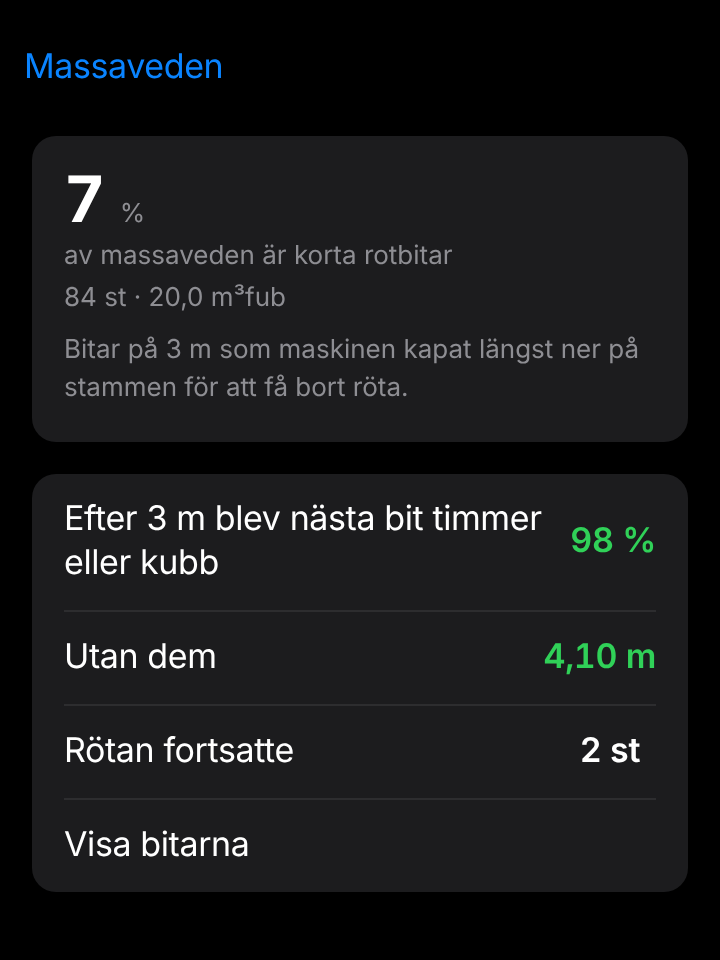 Massaveden
7 %
av massaveden är korta rotbitar
84 st · 20,0 m³fub
Bitar på 3 m som maskinen kapat längst ner på
stammen för att få bort röta.
Efter 3 m blev nästa bit timmer
eller kubb
98 %
Utan dem
4,10 m
Rötan fortsatte
2 st
Visa bitarna